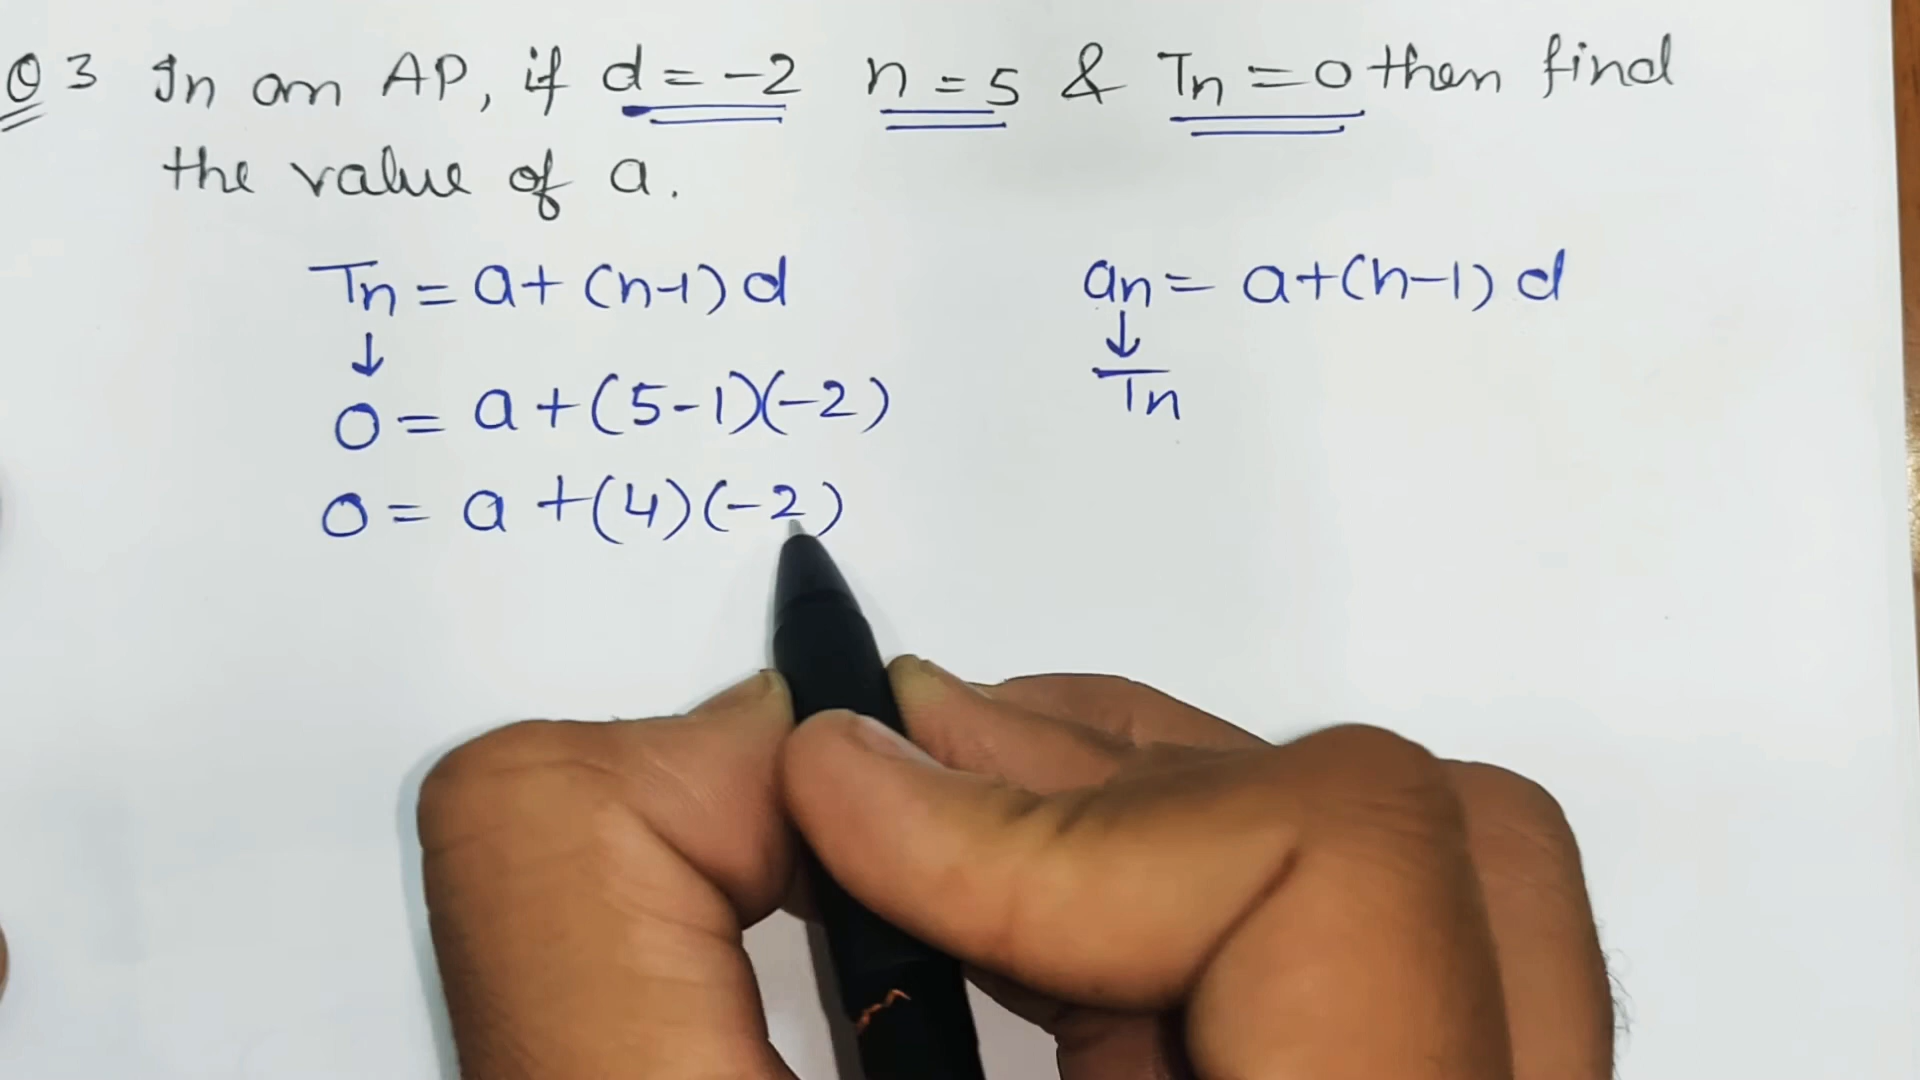 Q3 In an AP, if d = -2 n = 5 & Tn = 0 then find
the value of a.
Tn = a + (n-1) d
↓
0 = a + (5-1)(-2)
0 = a + (4)(-2)
an = a+(n-1) d
↓
Tn